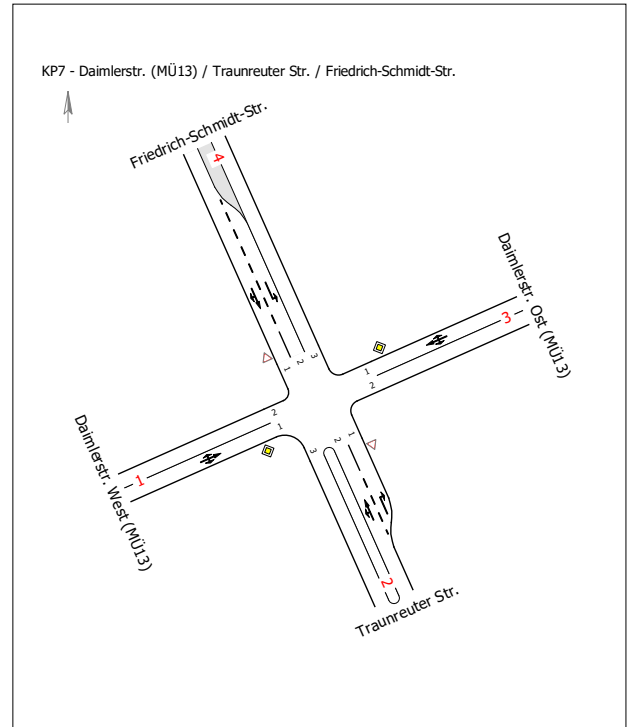 KP7 - Daimlerstr. (MÜ13) / Traunreuter Str. / Friedrich-Schmidt-Str.
Friedrich-Schmidt-Str.
4
Daimlerstr. Ost (MÜ13)
3
1
2
3
1
2
2
1
Daimlerstr. West (MÜ13)
1
3
2
1
2
Traunreuter Str.